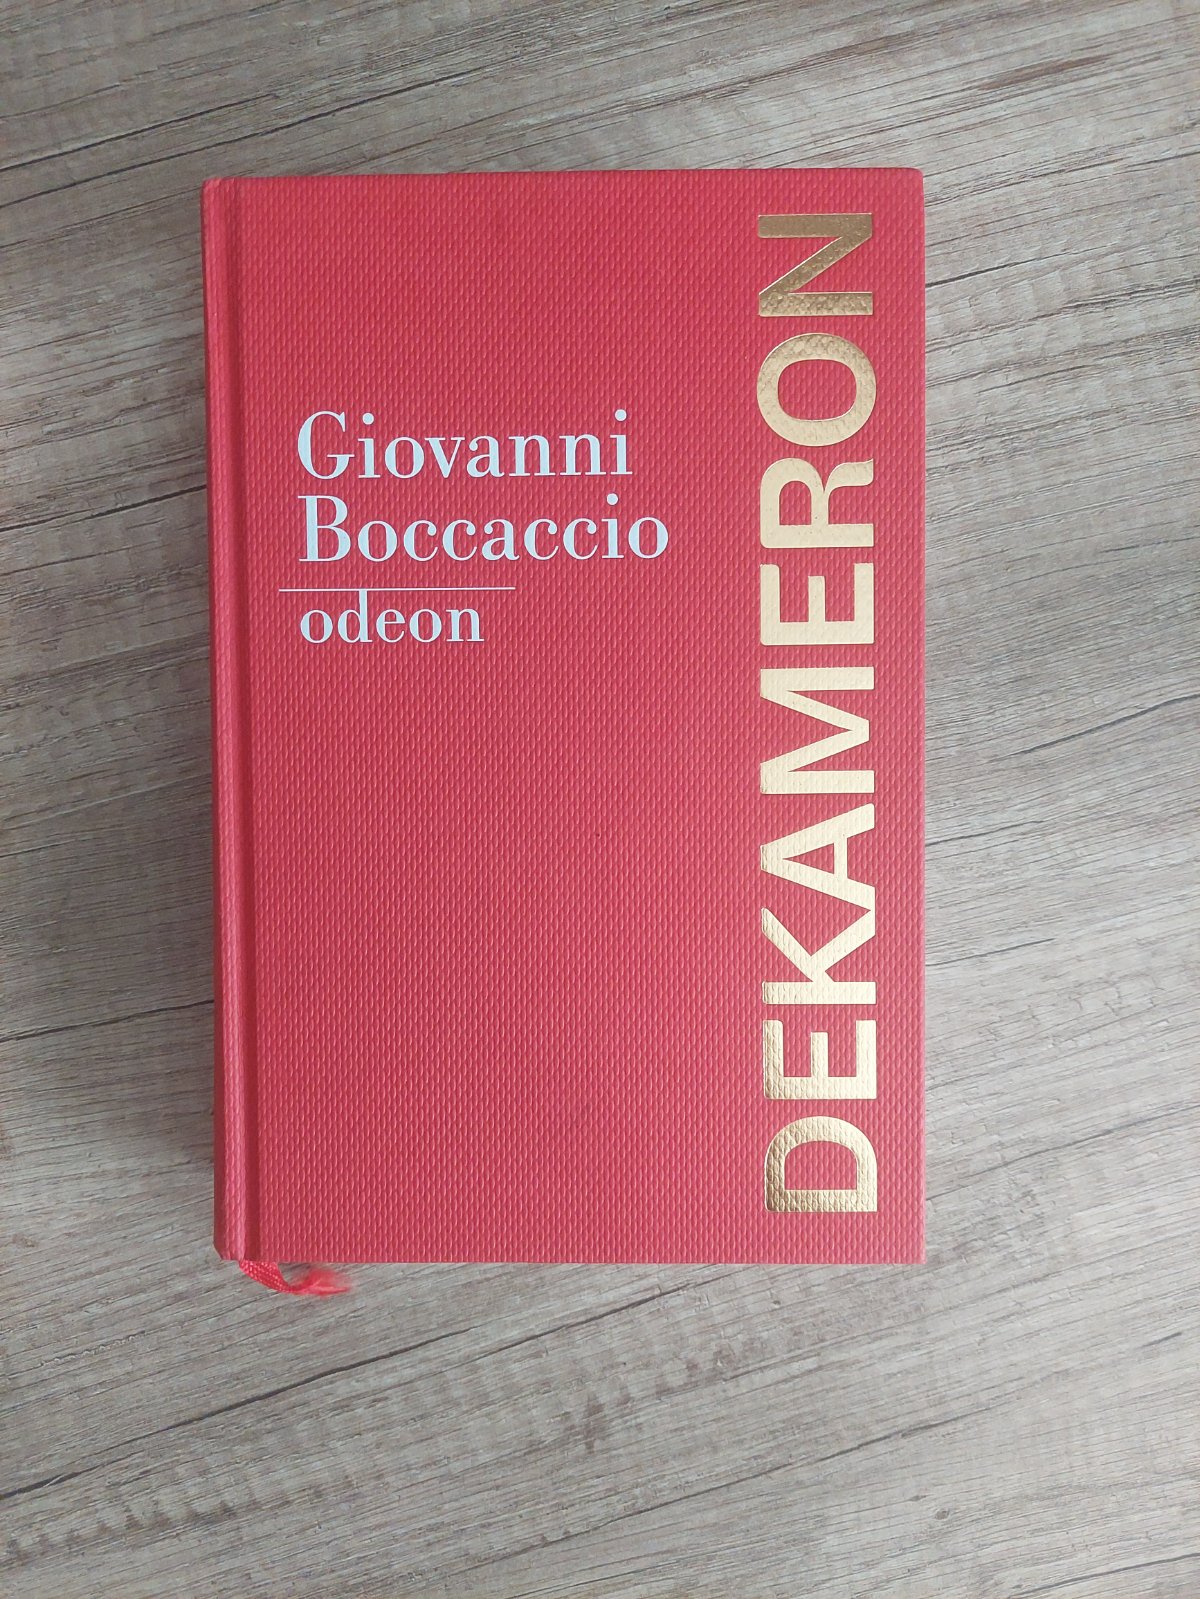 Giovanni
Boccaccio
odeon
DEKAMERON